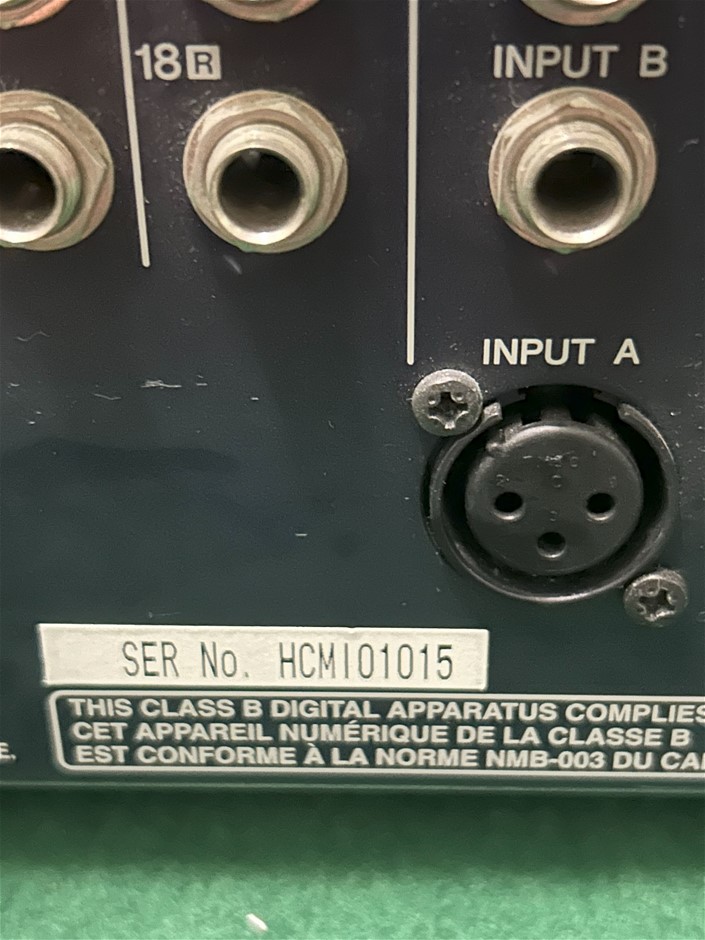 18 R
INPUT B
INPUT A
SER No. HCMI01015
THIS CLASS B DIGITAL APPARATUS COMPLIES
CET APPAREIL NUMÉRIQUE DE LA CLASSE B
E.
EST CONFORME À LA NORME NMB-003 DU CA